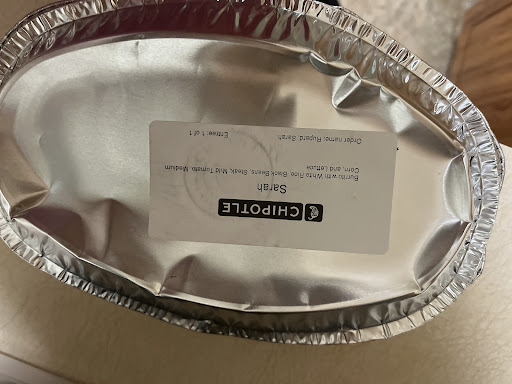 CHIPOTLE
Sarah
Burrito with White Rice, Black Beans, Steak, Mild Tomato, Medium
Corn, and Lettuce
Order name: Rupard, Sarah Entree: 1 of 1